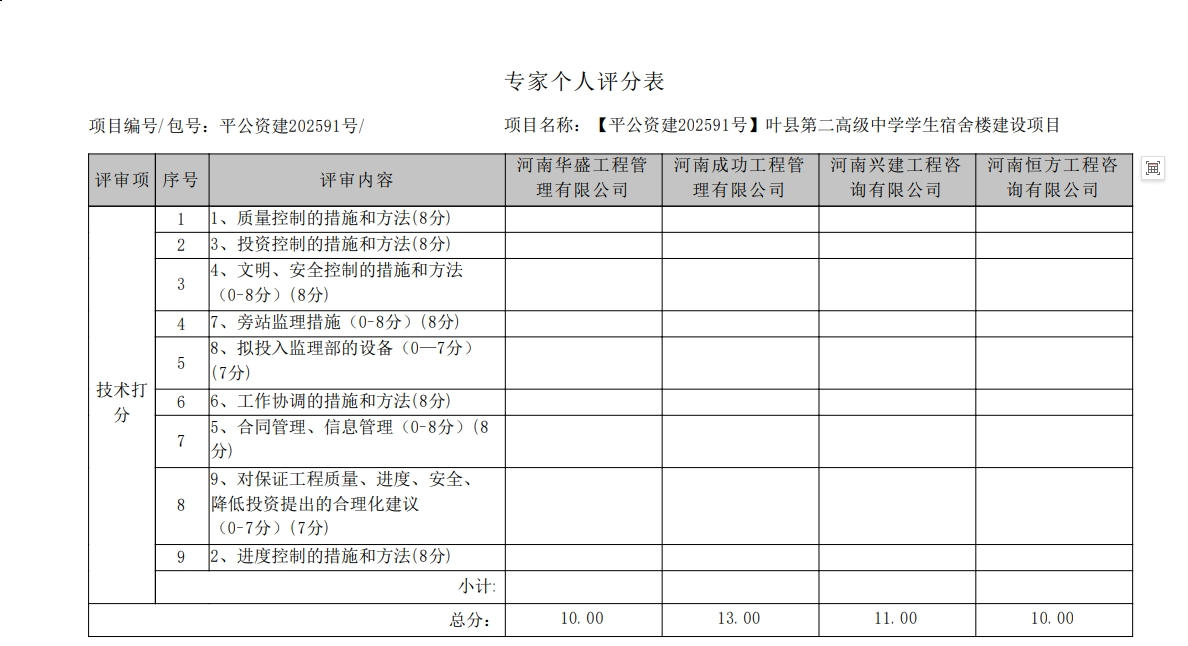 专家个人评分表
项目编号/包号：平公资建202591号/ 项目名称：【平公资建202591号】叶县第二高级中学学生宿舍楼建设项目
评审项 序号 评审内容 河南华盛工程管理有限公司 河南成功工程管理有限公司 河南兴建工程咨询有限公司 河南恒方工程咨询有限公司
技术打分
1 1、质量控制的措施和方法(8分)
2 3、投资控制的措施和方法(8分)
3 4、文明、安全控制的措施和方法
（0-8分）(8分)
4 7、旁站监理措施（0-8分）(8分)
5 8、拟投入监理部的设备（0—7分）
(7分)
6 6、工作协调的措施和方法(8分)
7 5、合同管理、信息管理（0-8分）(8
分)
8 9、对保证工程质量、进度、安全、
降低投资提出的合理化建议
（0-7分）(7分)
9 2、进度控制的措施和方法(8分)
小计:
总分： 10.00 13.00 11.00 10.00